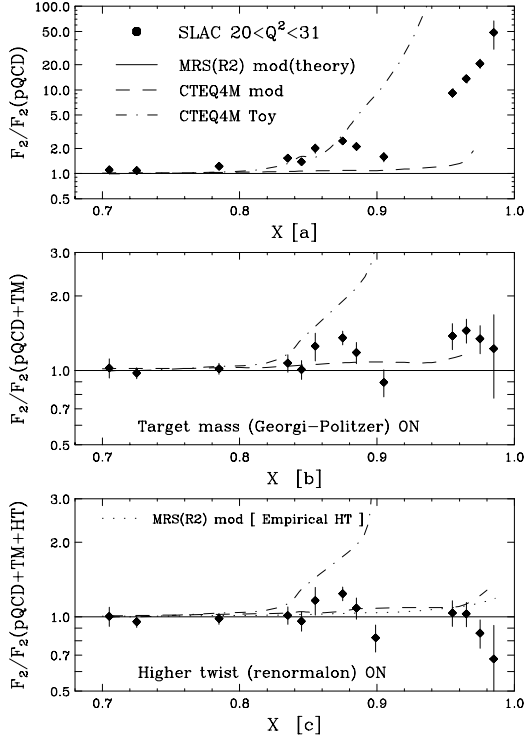 100.0
50.0
10.0
5.0
2.0
1.0
0.5
F₂/F₂(pQCD)
SLAC 20<Q²<31
MRS(R2) mod(theory)
CTEQ4M mod
CTEQ4M Toy
0.7 0.8 0.9 1.0
X [a]
3.0
2.0
1.0
0.7
0.5
F₂/F₂(pQCD+TM)
Target mass (Georgi-Politzer) ON
0.7 0.8 0.9 1.0
X [b]
3.0
2.0
1.0
0.7
0.5
F₂/F₂(pQCD+TM+HT)
MRS(R2) mod [ Empirical HT ]
Higher twist (renormalon) ON
0.7 0.8 0.9 1.0
X [c]